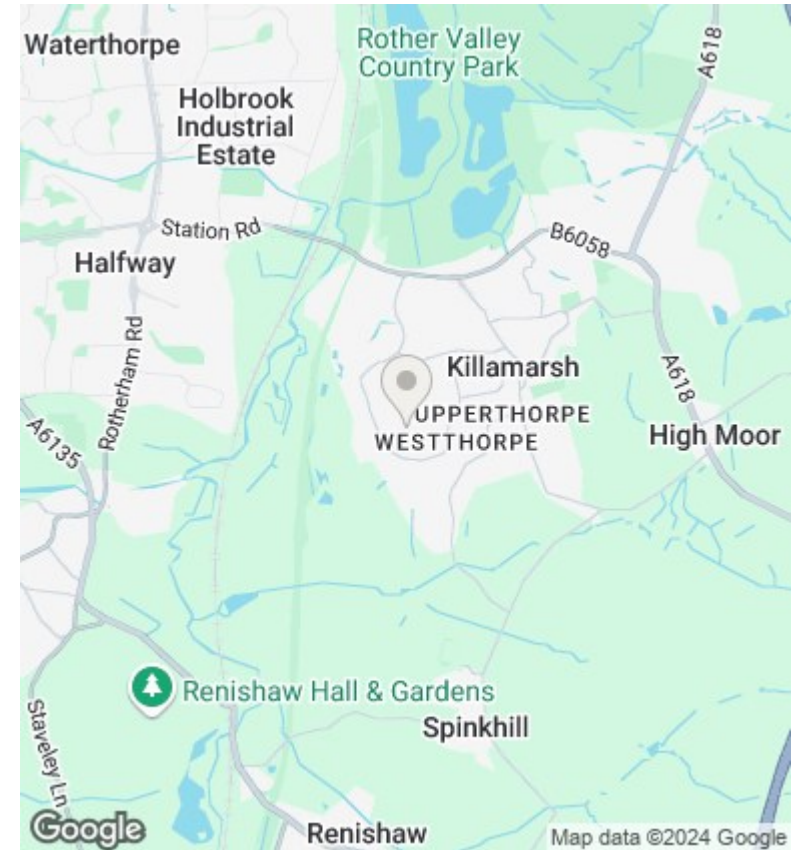 Waterthorpe
Rother Valley
Country Park
A618
Holbrook
Industrial
Estate
Station Rd
B6058
Halfway
Rotherham Rd
Killamarsh
A618
UPPERTHORPE
WESTTHORPE
High Moor
A6135
Renishaw Hall & Gardens
Spinkhill
Staveley Ln
Renishaw
Google
Map data ©2024 Google